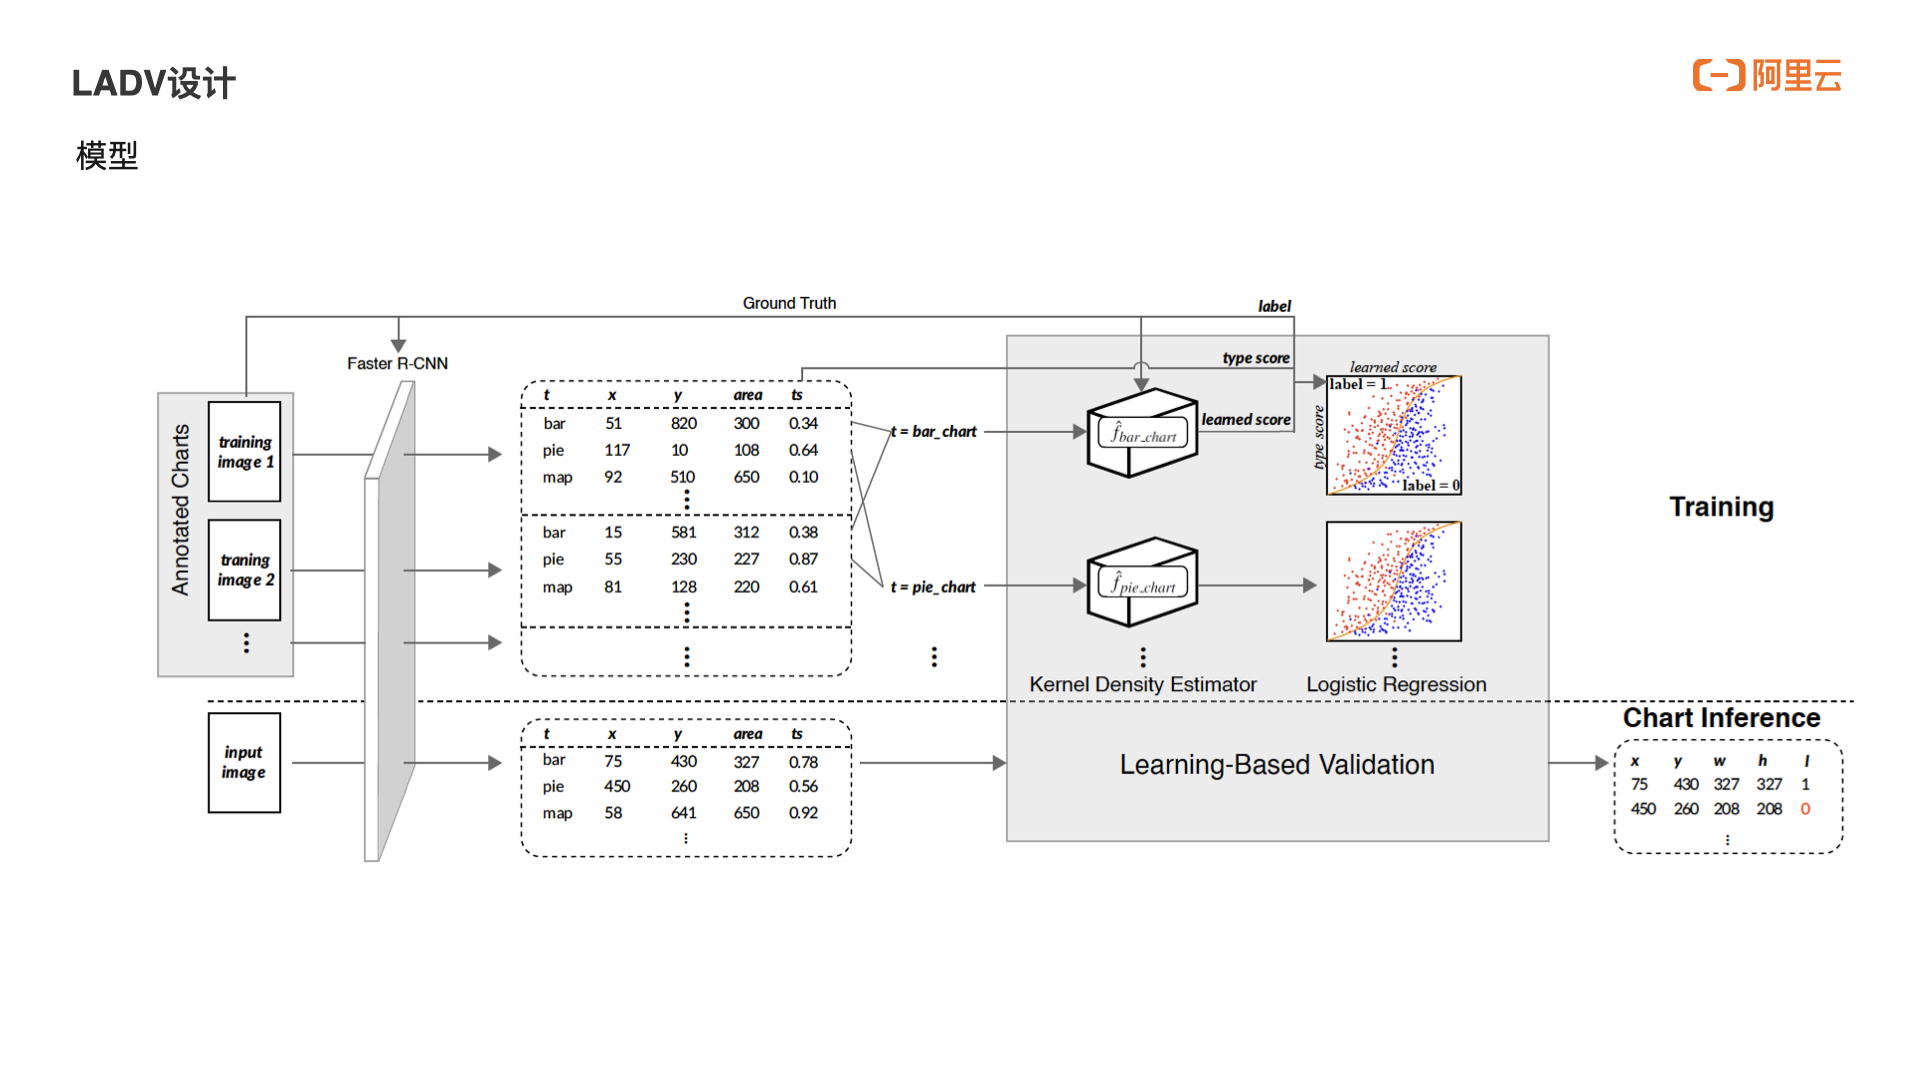 LADV设计
阿里云
模型
Ground Truth
label
Faster R-CNN
type score
learned score
Annotated Charts
training
image 1
traning
image 2
t x y area ts
bar 51 820 300 0.34
pie 117 10 108 0.64
map 92 510 650 0.10
bar 15 581 312 0.38
pie 55 230 227 0.87
map 81 128 220 0.61
t = bar_chart
t = pie_chart
f̂bar_chart
learned score
f̂pie_chart
label = 1
type score
label = 0
Training
Kernel Density Estimator
Logistic Regression
input
image
t x y area ts
bar 75 430 327 0.78
pie 450 260 208 0.56
map 58 641 650 0.92
Learning-Based Validation
Chart Inference
x y w h l
75 430 327 327 1
450 260 208 208 0